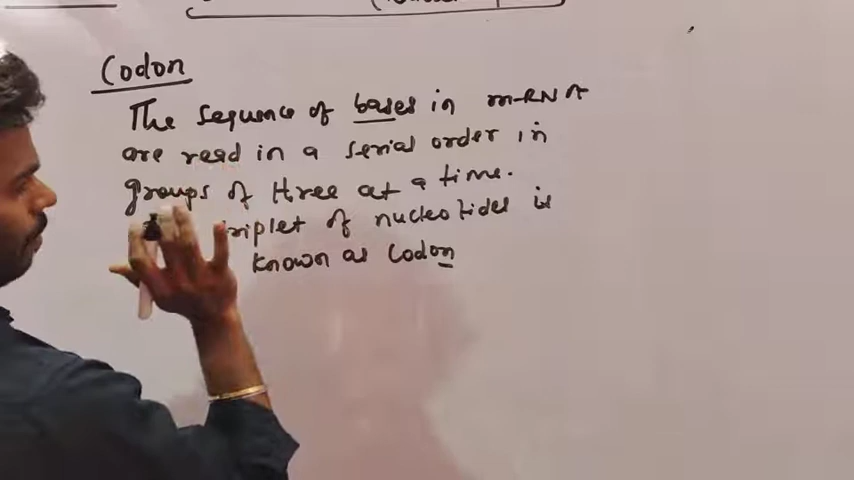 Codon
The sequence of bases in m-RNA
are read in a serial order in
groups of three at a time.
triplet of nucleotides is
known as Codon